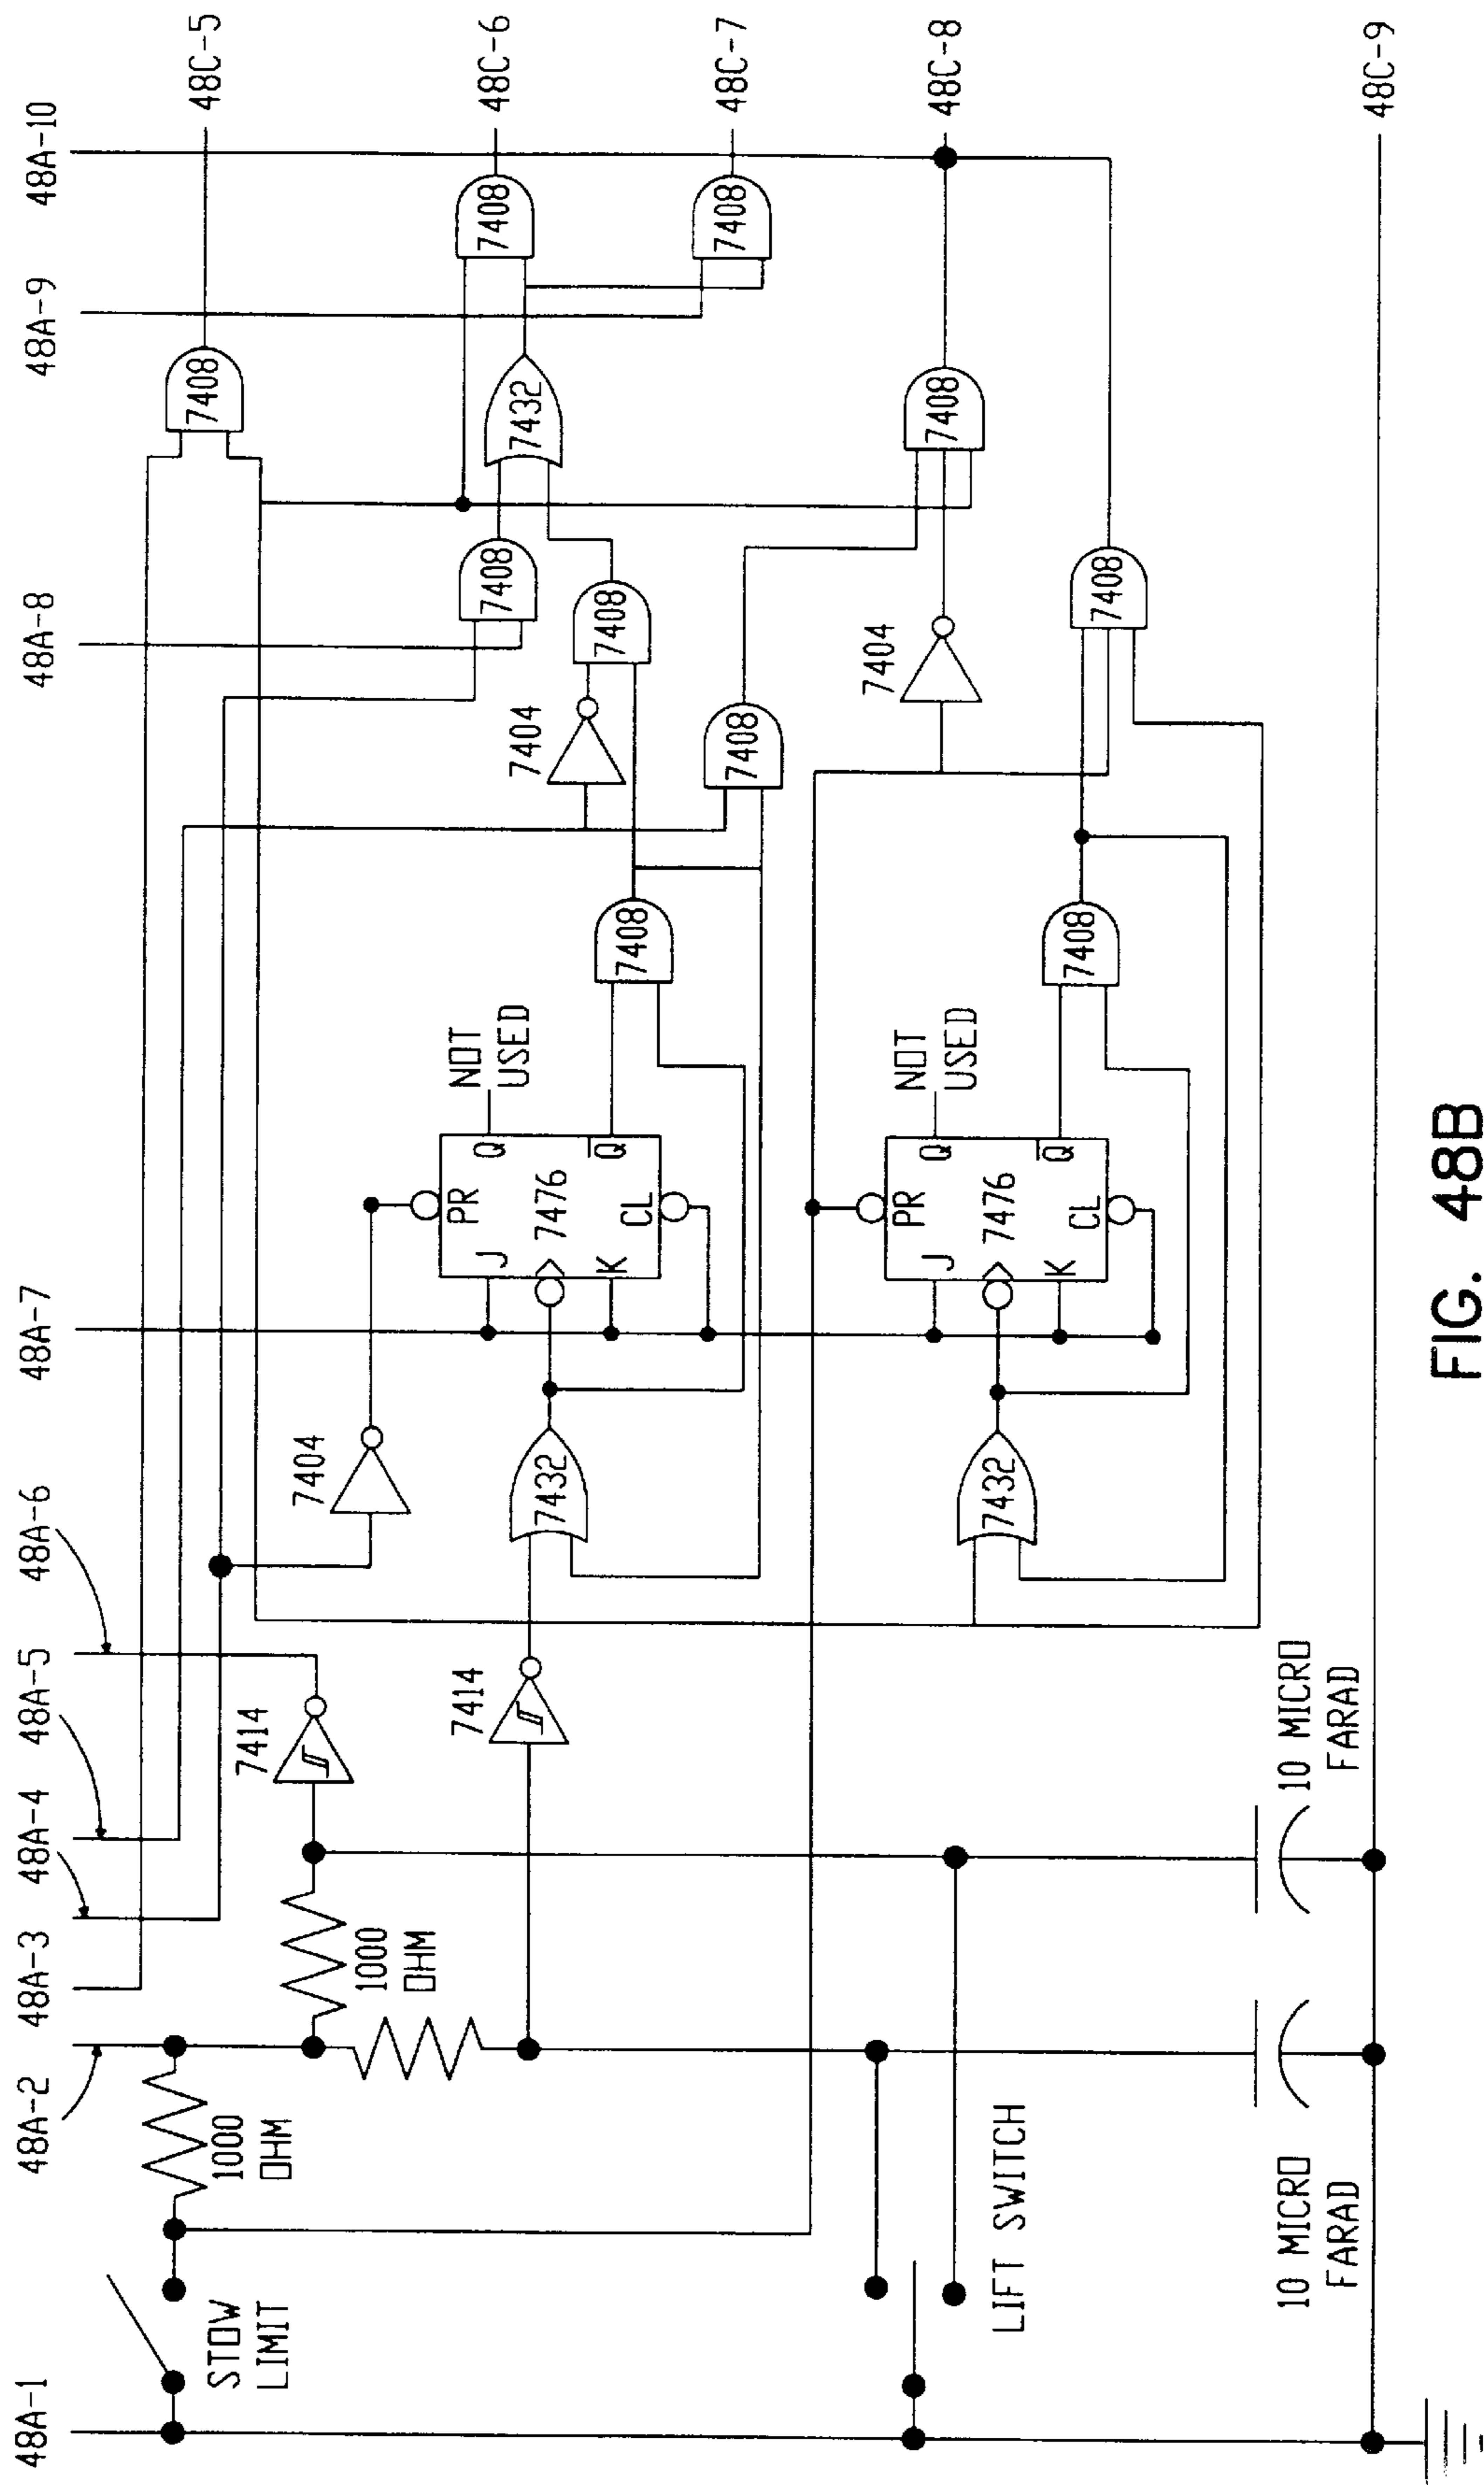 48A-1
48A-2
48A-3
48A-4
48A-5
48A-6
48A-7
48A-8
48A-9
48A-10
48C-5
48C-6
48C-7
48C-8
48C-9
STOW
LIMIT
1000
OHM
1000
OHM
LIFT SWITCH
10 MICRO
FARAD
10 MICRO
FARAD
7414
7414
7404
7432
7432
J
PR
Q
7476
K
CL
Q
NOT
USED
J
PR
Q
7476
K
CL
Q
NOT
USED
7408
7408
7404
7408
7408
7408
7404
7408
7432
7408
7408
7408
7408
FIG. 48B